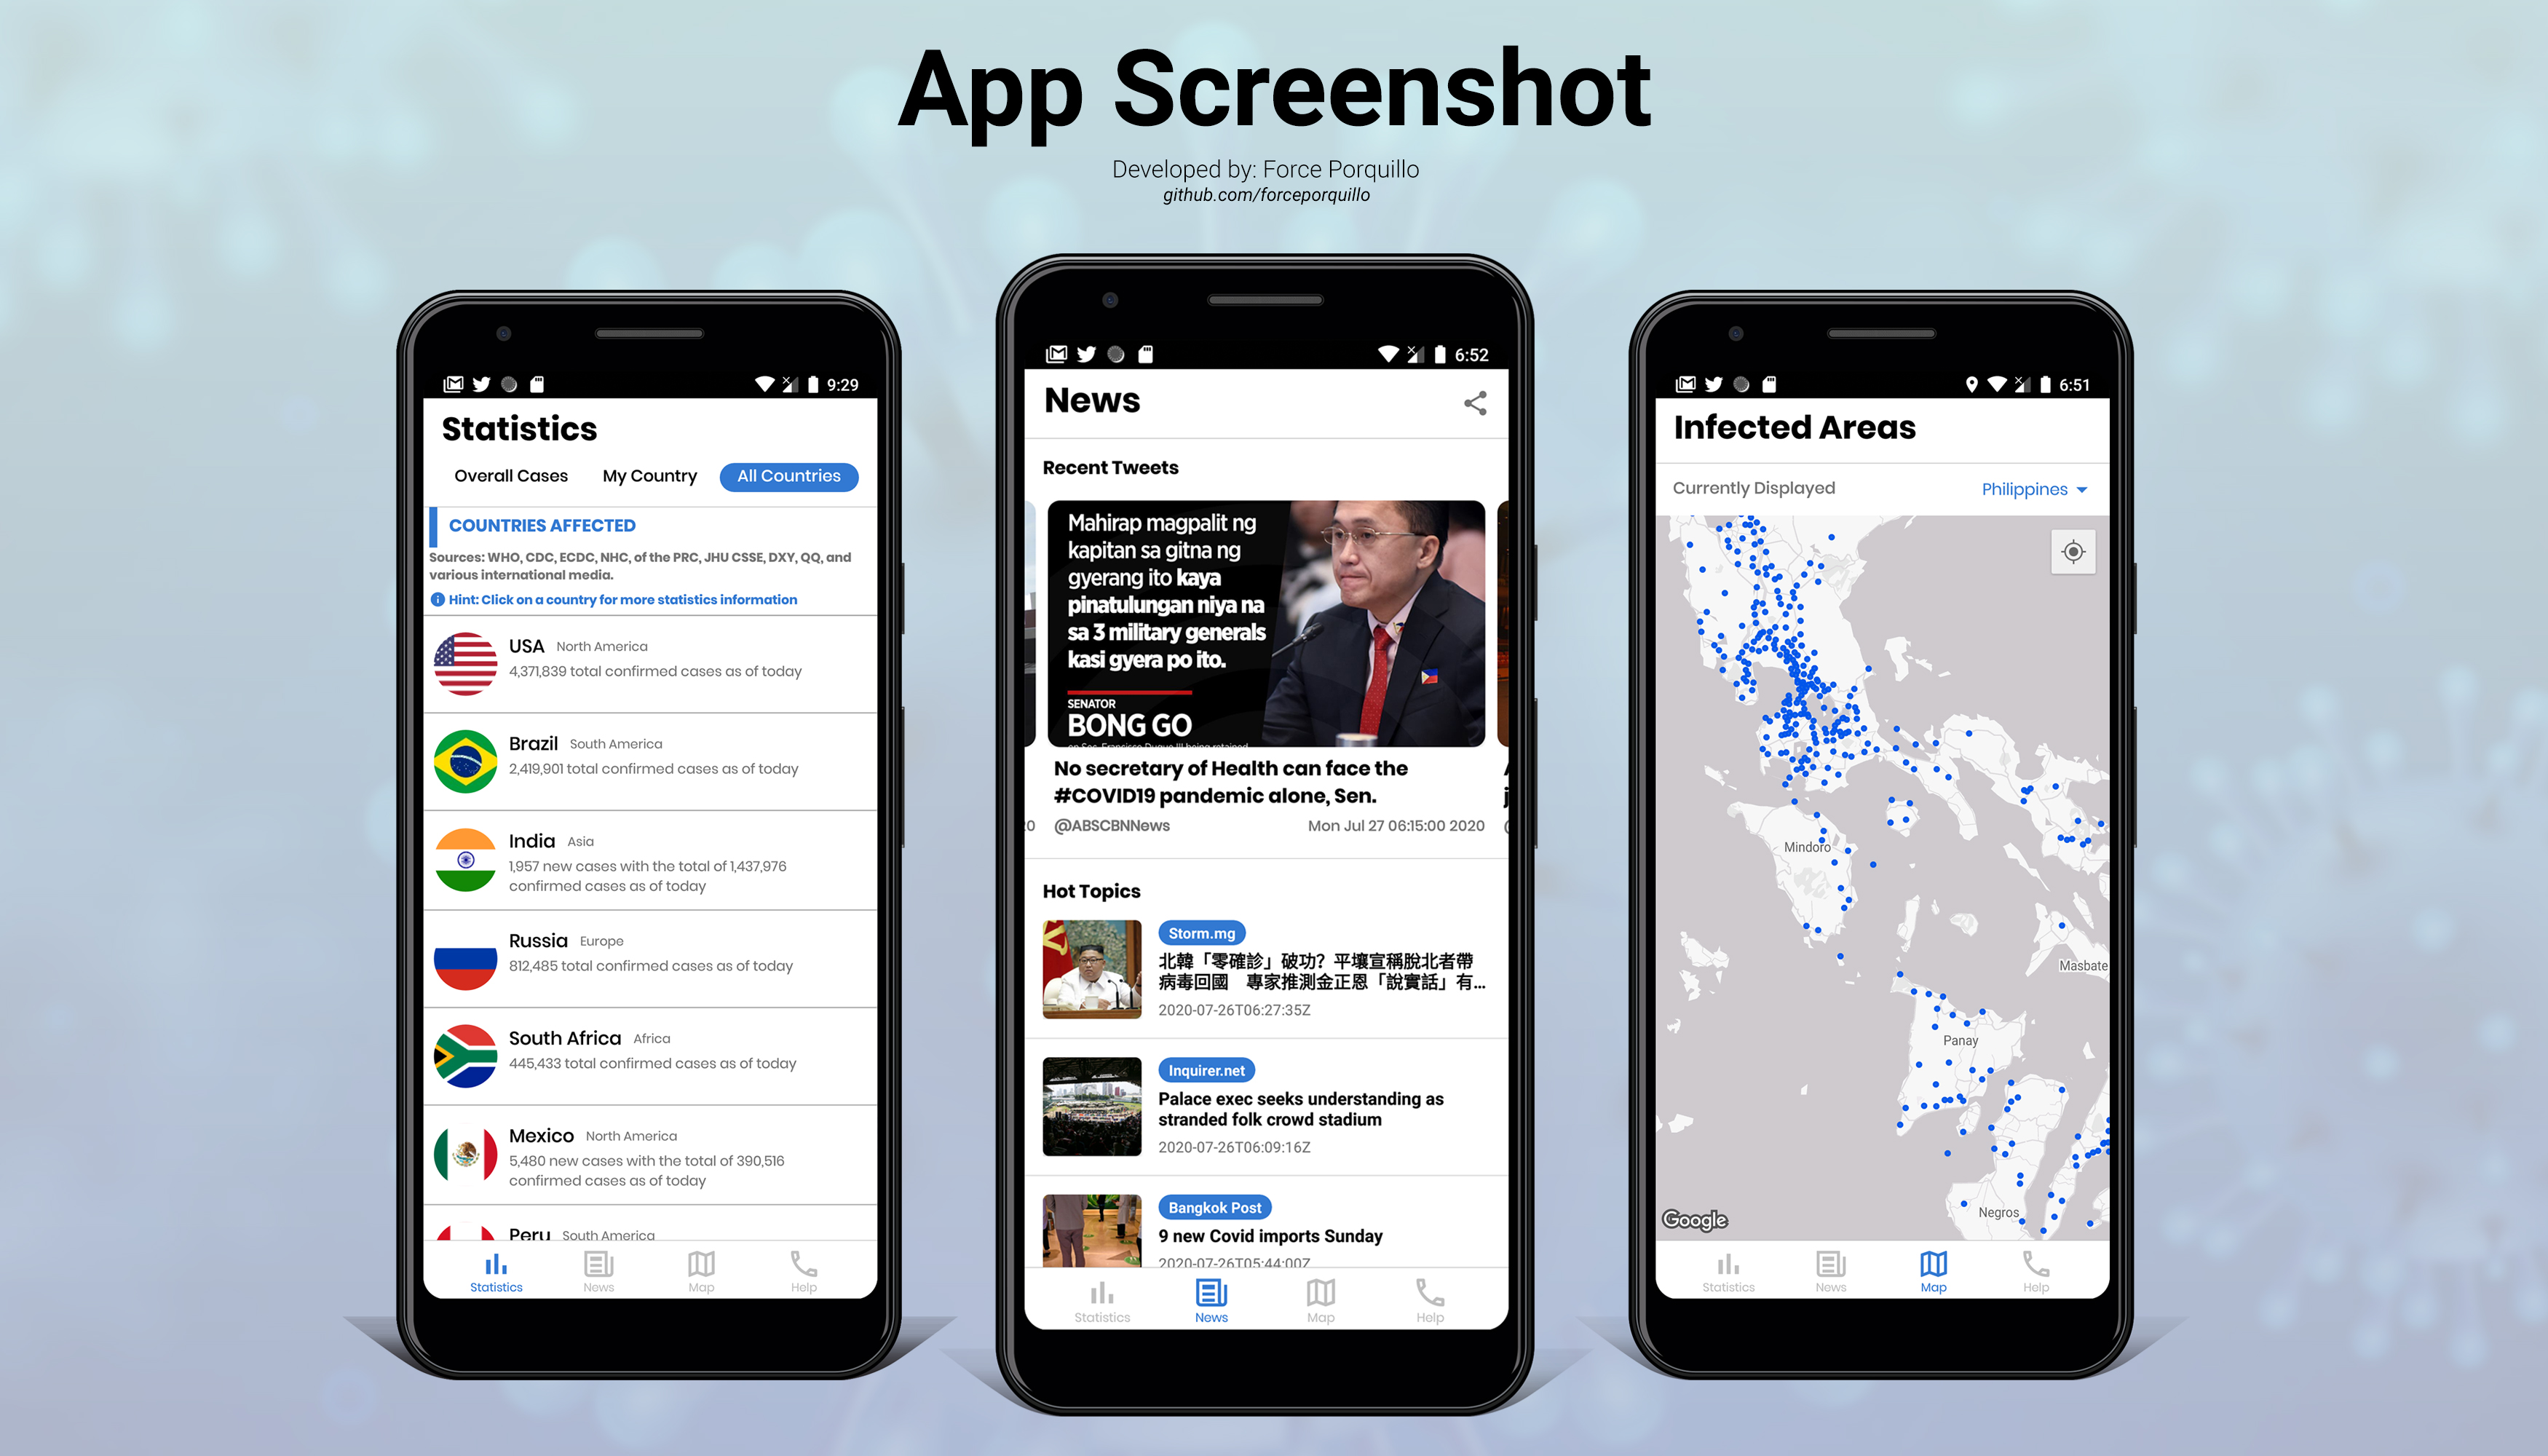 App Screenshot
Developed by: Force Porquillo
github.com/forceporquillo
9:29
Statistics
Overall Cases
My Country
All Countries
COUNTRIES AFFECTED
Sources: WHO, CDC, ECDC, NHC, of the PRC, JHU CSSE, DXY, QQ, and
various international media.
Hint: Click on a country for more statistics information
USA North America
4,371,839 total confirmed cases as of today
Brazil South America
2,419,901 total confirmed cases as of today
India Asia
1,957 new cases with the total of 1,437,976
confirmed cases as of today
Russia Europe
812,485 total confirmed cases as of today
South Africa Africa
445,433 total confirmed cases as of today
Mexico North America
5,480 new cases with the total of 390,516
confirmed cases as of today
Peru South America
Statistics
News
Map
Help
6:52
News
Recent Tweets
Mahirap magpalit ng
kapitan sa gitna ng
gyerang ito kaya
pinatulungan niya na
sa 3 military generals
kasi gyera po ito.
SENATOR
BONG GO
on Sec. Francisco Duque III being retained
No secretary of Health can face the
#COVID19 pandemic alone, Sen.
@ABSCBNNews
Mon Jul 27 06:15:00 2020
Hot Topics
Storm.mg
北韓「零確診」破功？平壤宣稱脫北者帶
病毒回國　專家推測金正恩「說實話」有...
2020-07-26T06:27:35Z
Inquirer.net
Palace exec seeks understanding as
stranded folk crowd stadium
2020-07-26T06:09:16Z
Bangkok Post
9 new Covid imports Sunday
2020-07-26T05:44:00Z
Statistics
News
Map
Help
6:51
Infected Areas
Currently Displayed
Philippines
Mindoro
Masbate
Panay
Negros
Google
Statistics
News
Map
Help